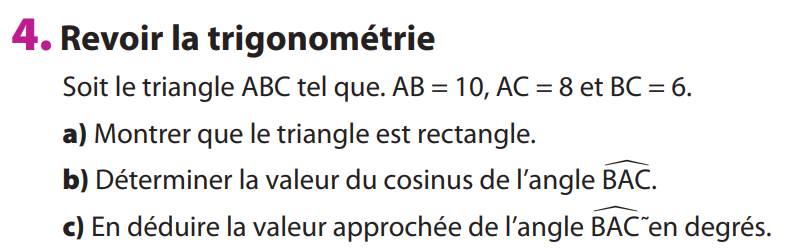 4. Revoir la trigonométrie
Soit le triangle ABC tel que. AB = 10, AC = 8 et BC = 6.
a) Montrer que le triangle est rectangle.
b) Déterminer la valeur du cosinus de l’angle B͡AC.
c) En déduire la valeur approchée de l’angle B͡AC˜en degrés.